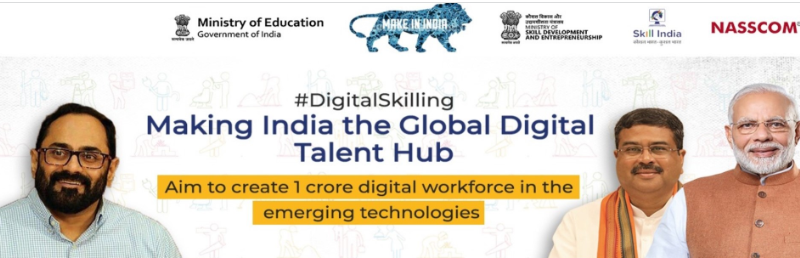 Ministry of Education
Government of India
MAKE IN INDIA
MINISTRY OF
SKILL DEVELOPMENT
AND ENTREPRENEURSHIP
Skill India
NASSCOM®
#DigitalSkilling
Making India the Global Digital
Talent Hub
Aim to create 1 crore digital workforce in the
emerging technologies